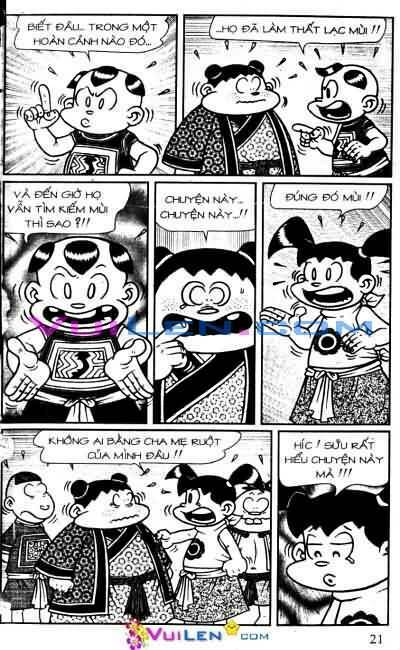 BIẾT ĐÂU... TRONG MỘT
HOÀN CẢNH NÀO ĐÓ...
...HỌ ĐÃ LÀM THẤT LẠC MÙI !!
VÀ ĐẾN GIỜ HỌ
VẪN TÌM KIẾM MÙI
THÌ SAO ?!!
CHUYỆN NÀY...
CHUYỆN NÀY...!!
ĐÚNG ĐÓ MÙI !!
VuiLen.com
KHÔNG AI BẰNG CHA MẸ RUỘT
CỦA MÌNH ĐÂU !!
HÍC ! SỬU RẤT
HIỂU CHUYỆN NÀY
MÀ !!!
21
VuiLen.com